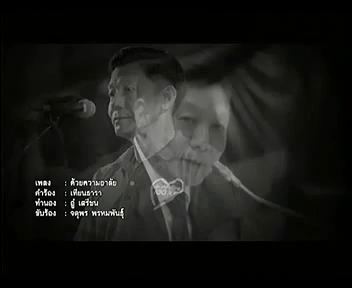 เพลง : ด้วยความอาลัย
คำร้อง : เทียนธารา
ทำนอง : อู๋ เสรีชน
ขับร้อง : จตุพร พรหมพันธุ์